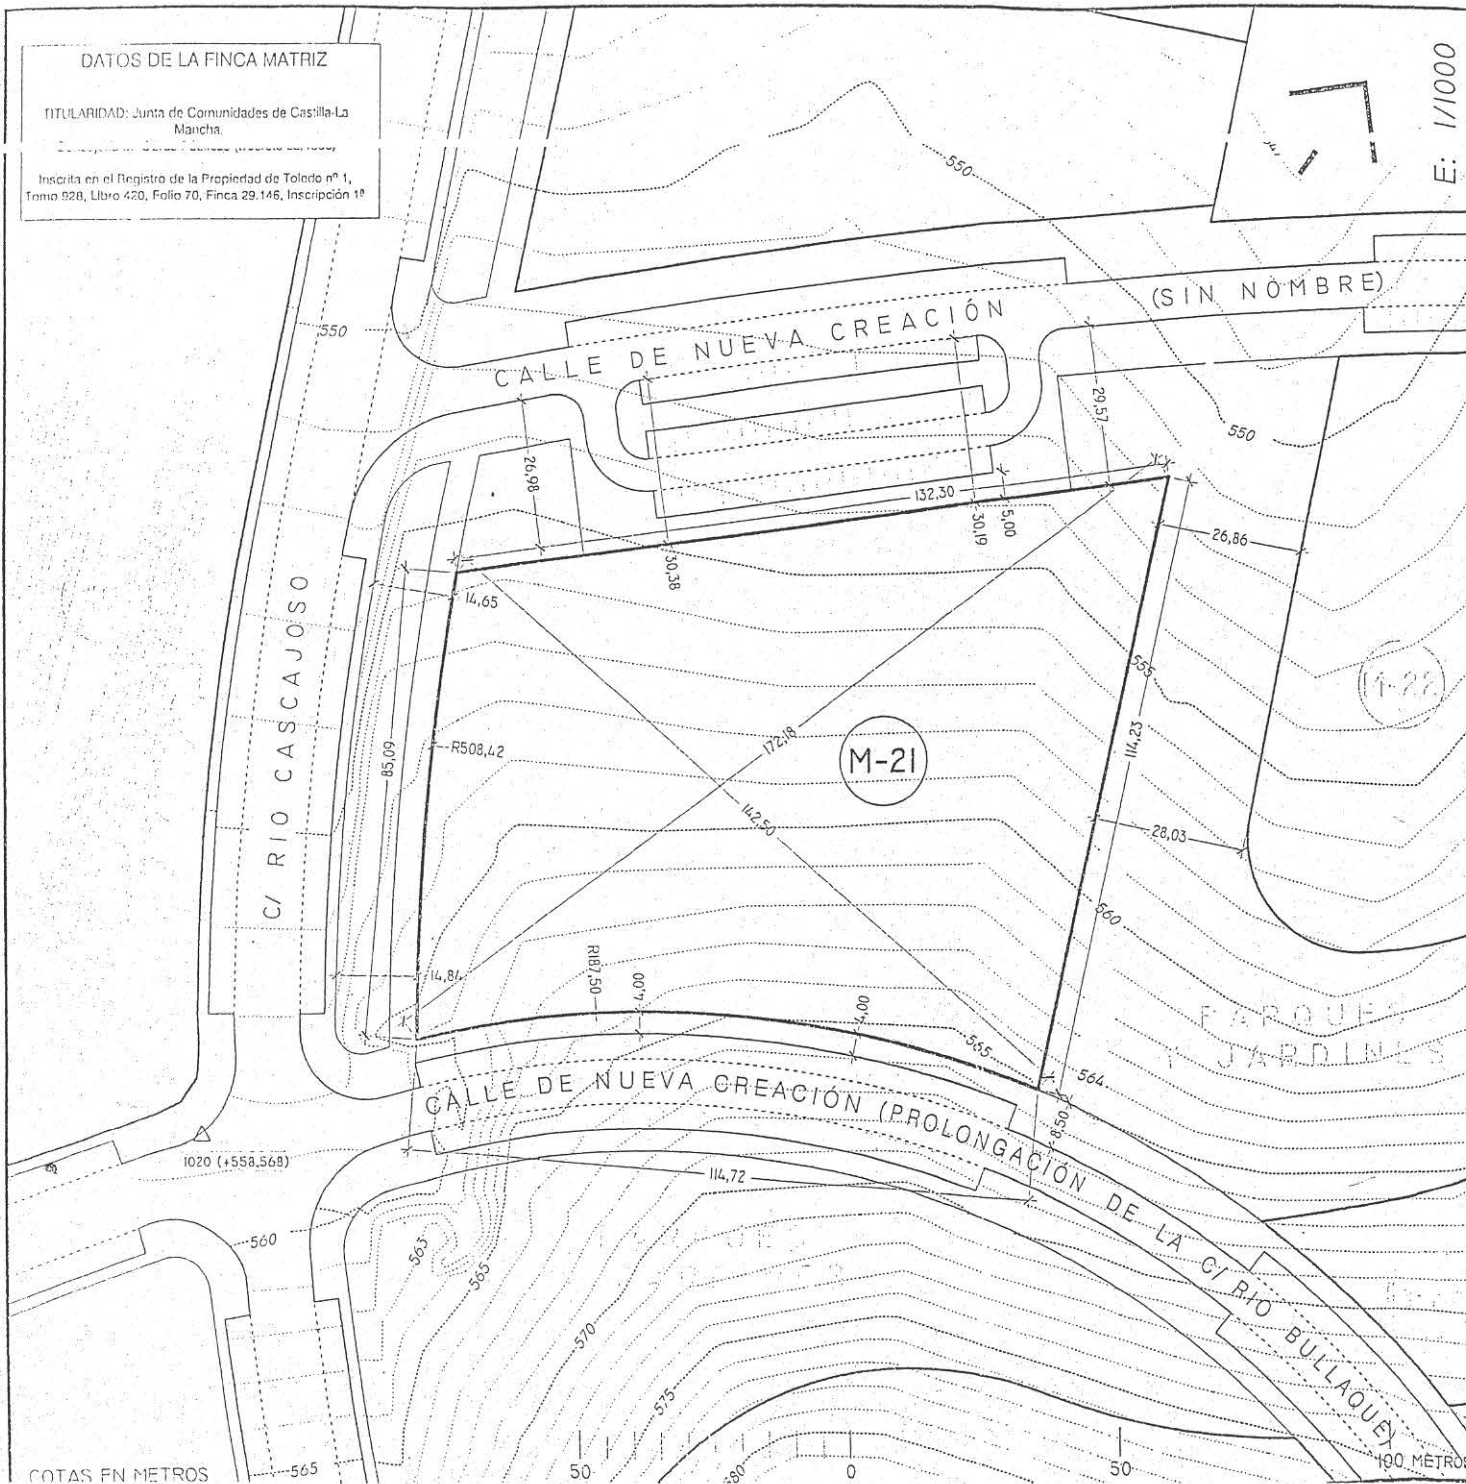 DATOS DE LA FINCA MATRIZ
TITULARIDAD: Junta de Comunidades de Castilla-La
Mancha.
Inscrita en el Registro de la Propiedad de Toledo nº 1,
Tomo 928, Libro 420, Folio 70, Finca 29.146, Inscripción 1ª
E: 1/1000
550
550
CALLE DE NUEVA CREACIÓN
(SIN NOMBRE)
29,57
550
26,98
132,30
30,19
5,00
30,38
26,86
14,65
C/ RIO CASCAJOSO
555
M-22
85,09
R508,42
172,18
M-21
114,23
142,50
28,03
560
14,84
R187,50
4,00
4,00
565
564
PARQUES
Y JARDINES
CALLE DE NUEVA CREACIÓN (PROLONGACIÓN DE LA C/ RIO BULLAQUE)
8,50
1020 (+558,568)
114,72
560
563
565
570
575
580
565
COTAS EN METROS
50
0
50
100 METROS